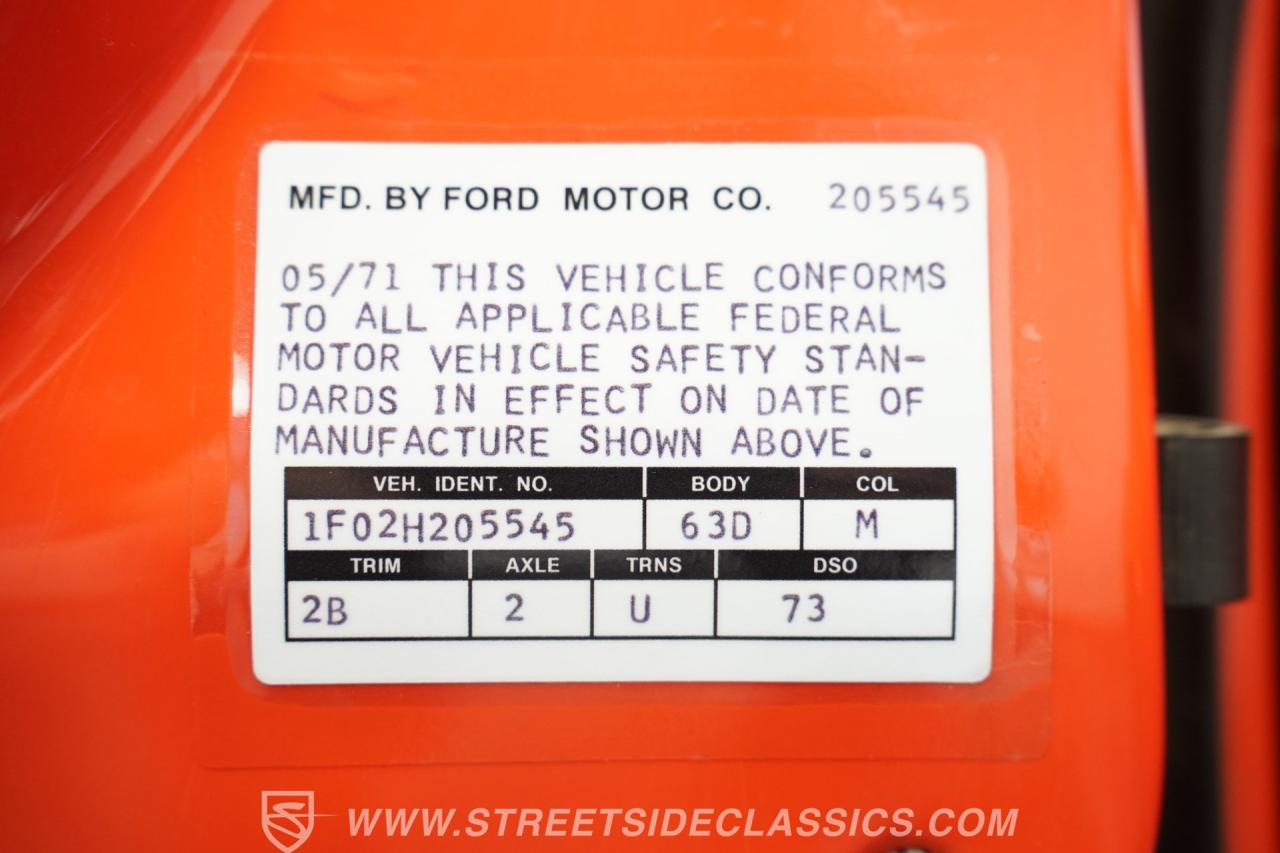 MFD. BY FORD MOTOR CO. 205545
05/71 THIS VEHICLE CONFORMS
TO ALL APPLICABLE FEDERAL
MOTOR VEHICLE SAFETY STAN-
DARDS IN EFFECT ON DATE OF
MANUFACTURE SHOWN ABOVE.
VEH. IDENT. NO. BODY COL
1F02H205545 63D M
TRIM AXLE TRNS DSO
2B 2 U 73
WWW.STREETSIDECLASSICS.COM